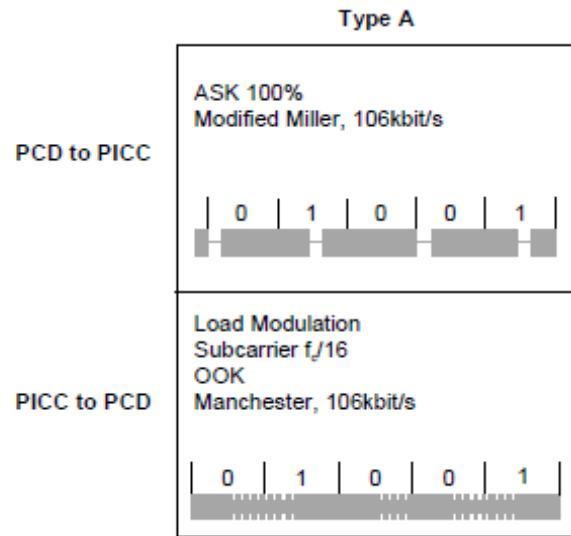 Type A
PCD to PICC
ASK 100%
Modified Miller, 106kbit/s
0 1 0 0 1
PICC to PCD
Load Modulation
Subcarrier fc/16
OOK
Manchester, 106kbit/s
0 1 0 0 1